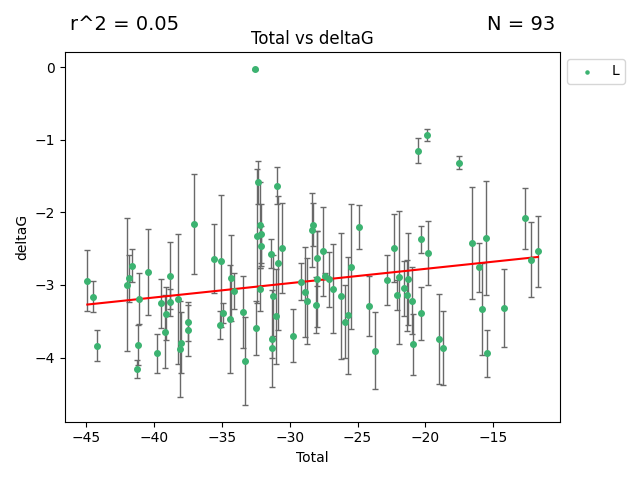 r^2 = 0.05
N = 93
Total vs deltaG
L
deltaG
0
−1
−2
−3
−4
−45 −40 −35 −30 −25 −20 −15
Total